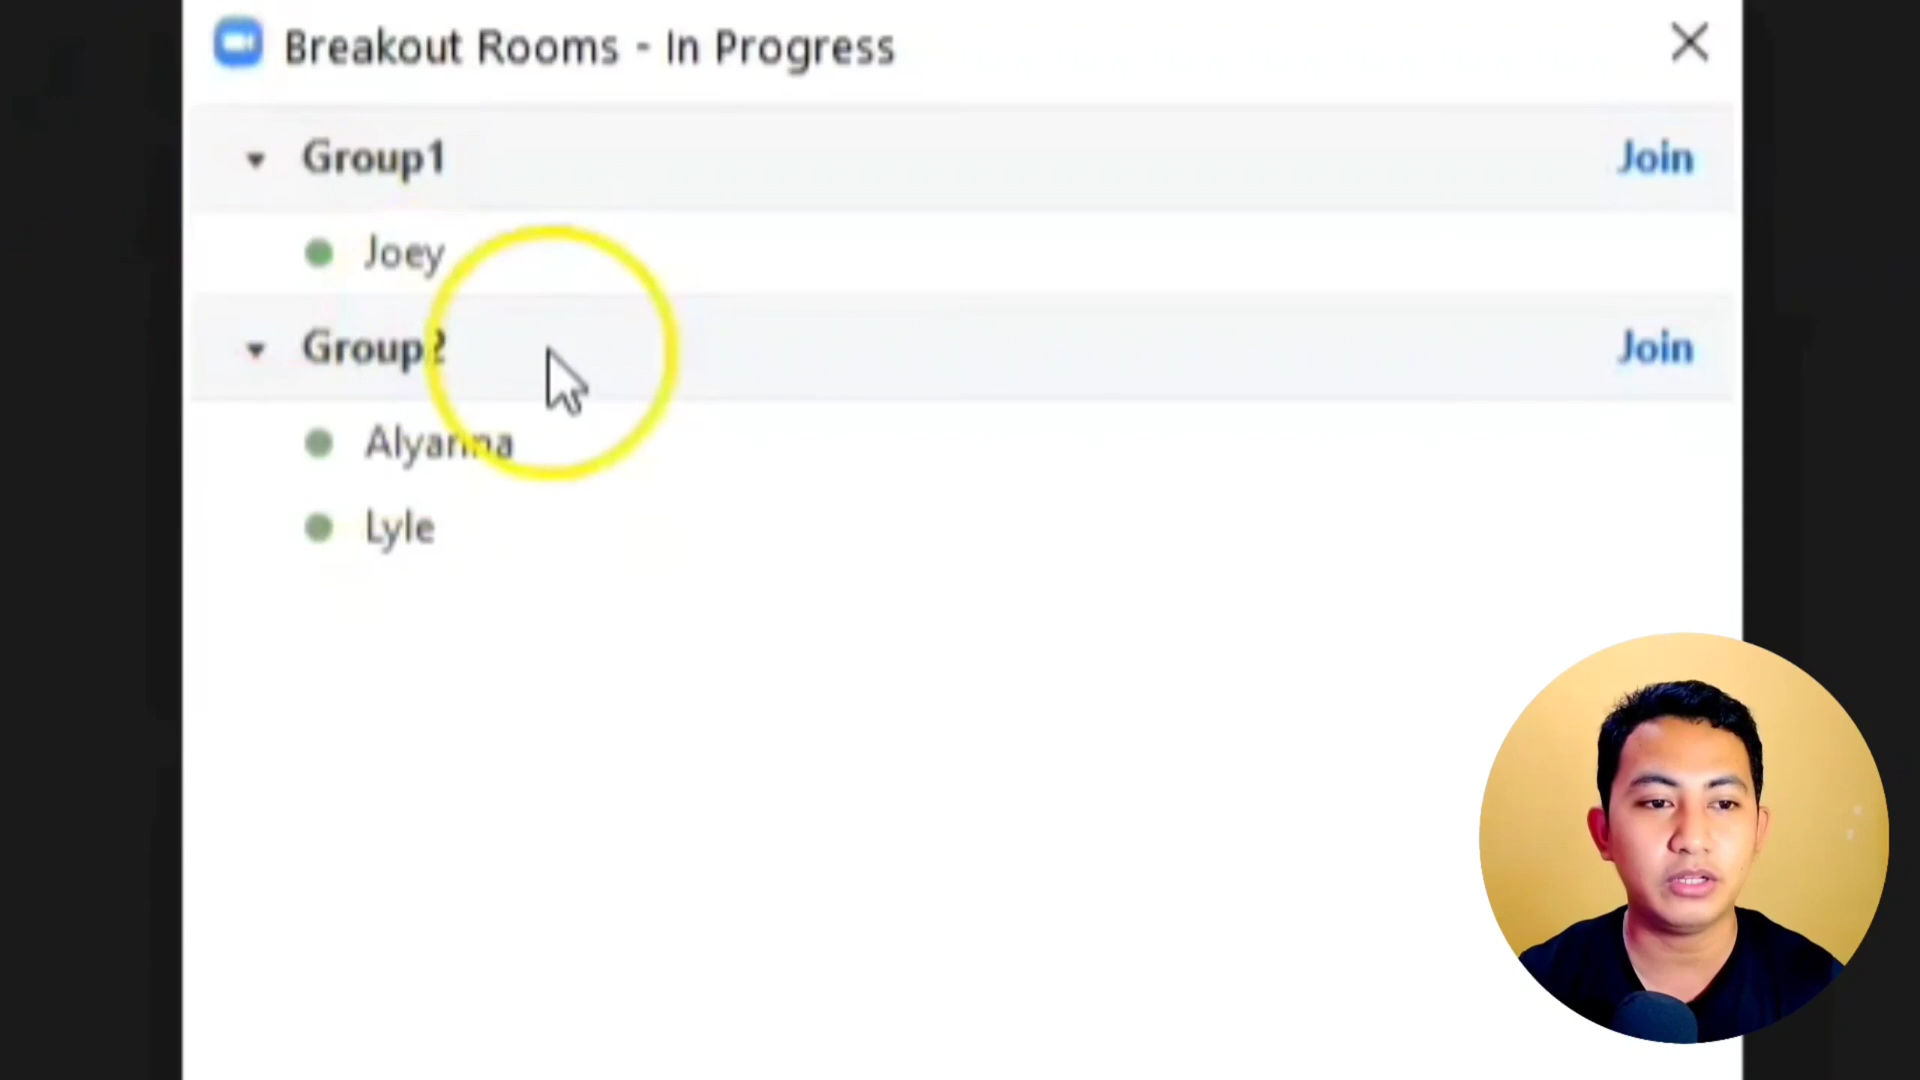 Breakout Rooms - In Progress
Group1 Join
Joey
Group2 Join
Alyanna
Lyle